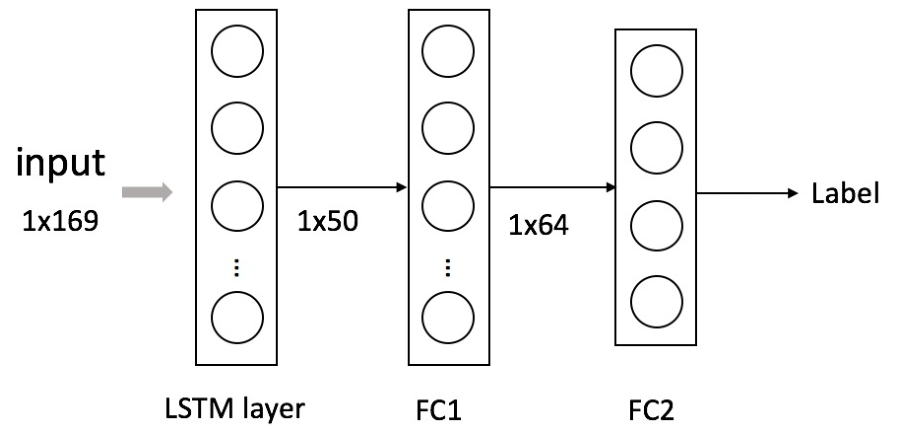 input
1x169
1x50
1x64
Label
...
...
LSTM layer
FC1
FC2